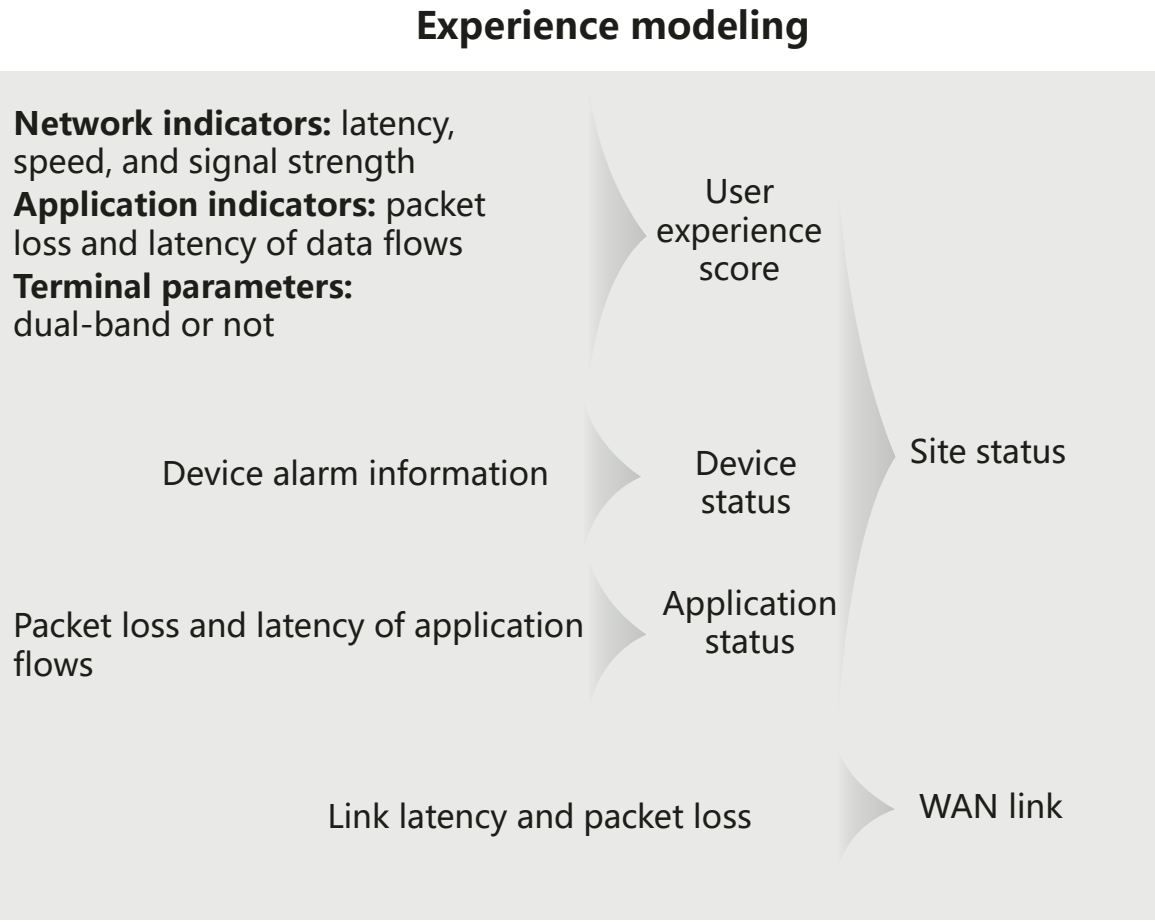 Experience modeling
Network indicators: latency,
speed, and signal strength
Application indicators: packet
loss and latency of data flows
Terminal parameters:
dual-band or not
User
experience
score
Device alarm information
Device
status
Site status
Packet loss and latency of application
flows
Application
status
Link latency and packet loss
WAN link